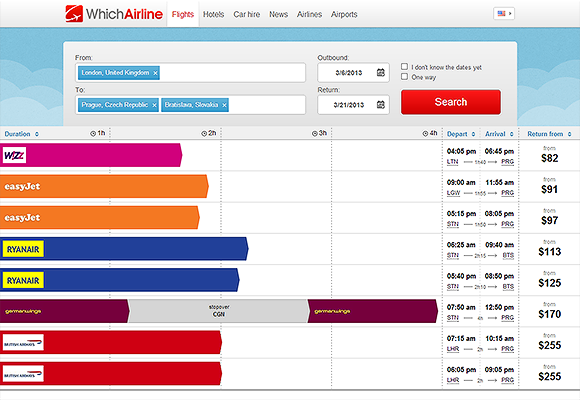 WhichAirline Flights Hotels Car hire News Airlines Airports
From: Outbound:
London, United Kingdom × 3/6/2013 I don't know the dates yet
One way
To: Return:
Prague, Czech Republic × Bratislava, Slovakia × 3/21/2013 Search
Duration 1h 2h 3h 4h Depart Arrival Return from
WIZZ 04:05 pm 06:45 pm from
LTN 1h40 PRG $82
easyJet 09:00 am 11:55 am from
LGW 1h55 PRG $91
easyJet 05:15 pm 08:05 pm from
STN 1h50 PRG $97
RYANAIR 06:25 am 09:40 am from
STN 2h15 BTS $113
RYANAIR 05:40 pm 08:50 pm from
STN 2h10 BTS $125
germanwings stopover CGN germanwings 07:50 am 12:50 pm from
STN 4h PRG $170
BRITISH AIRWAYS 07:15 am 10:15 am from
LHR 2h PRG $255
BRITISH AIRWAYS 06:05 pm 09:05 pm from
LHR 2h PRG $255